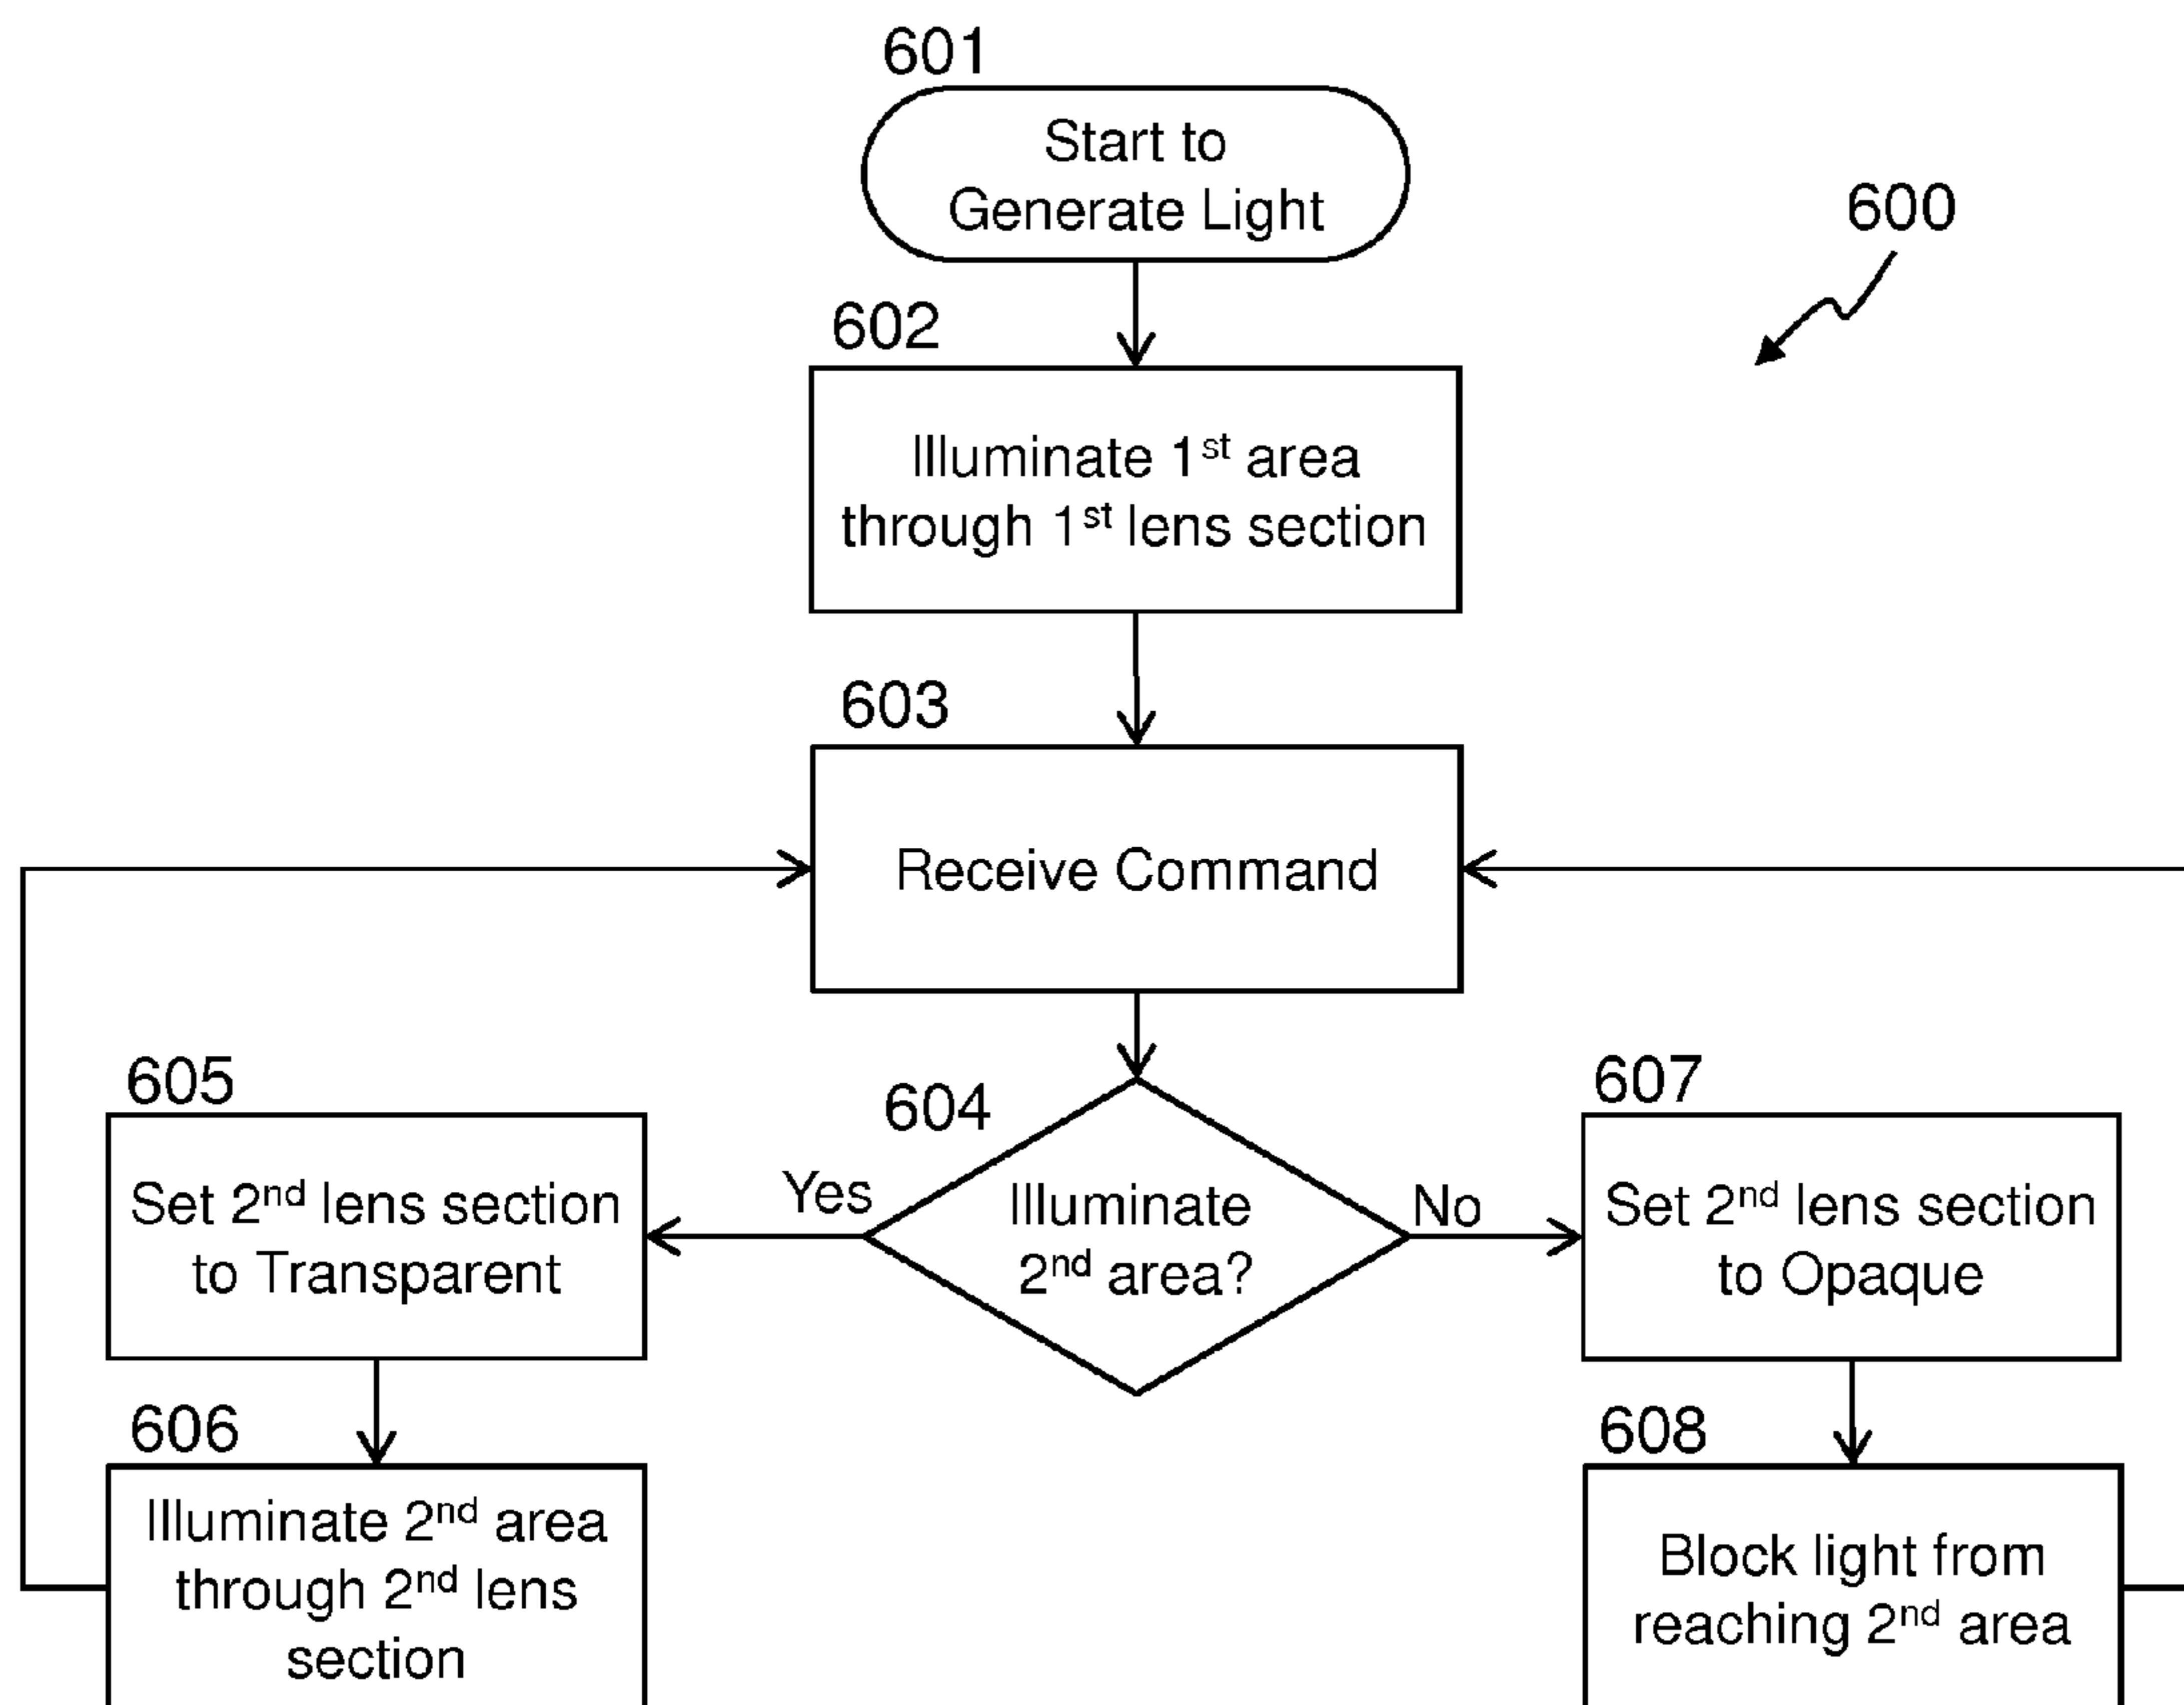 601
Start to
Generate Light
600
602
Illuminate 1st area
through 1st lens section
603
Receive Command
604
Illuminate
2nd area?
Yes
No
605
Set 2nd lens section
to Transparent
607
Set 2nd lens section
to Opaque
606
Illuminate 2nd area
through 2nd lens
section
608
Block light from
reaching 2nd area